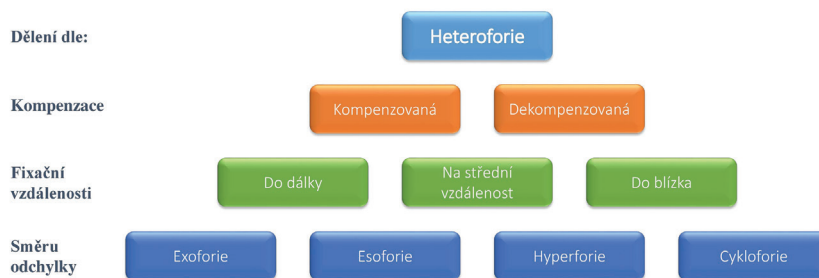 Dělení dle:
Heteroforie
Kompenzace
Kompenzovaná
Dekompenzovaná
Fixační
vzdálenosti
Do dálky
Na střední
vzdálenost
Do blízka
Směru
odchylky
Exoforie
Esoforie
Hyperforie
Cykloforie